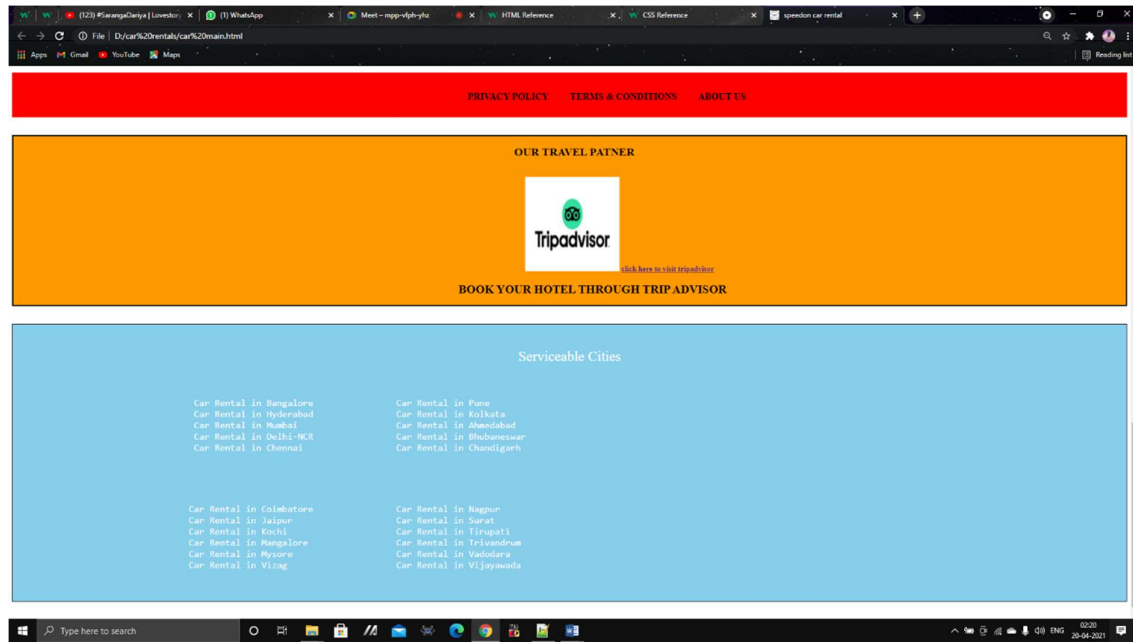 (123) #SarangaDariya | Lovestory
(1) WhatsApp
Meet – mpp-vfph-yhz
HTML Reference
CSS Reference
speedon car rental
File | D:/car%20rentals/car%20main.html
Apps
Gmail
YouTube
Maps
Reading list
PRIVACY POLICY TERMS & CONDITIONS ABOUT US
OUR TRAVEL PATNER
Tripadvisor
click here to visit tripadvisor
BOOK YOUR HOTEL THROUGH TRIP ADVISOR
Serviceable Cities
Car Rental in Bangalore Car Rental in Pune
Car Rental in Hyderabad Car Rental in Kolkata
Car Rental in Mumbai Car Rental in Ahmedabad
Car Rental in Delhi-NCR Car Rental in Bhubaneswar
Car Rental in Chennai Car Rental in Chandigarh
Car Rental in Coimbatore Car Rental in Nagpur
Car Rental in Jaipur Car Rental in Surat
Car Rental in Kochi Car Rental in Tirupati
Car Rental in Mangalore Car Rental in Trivandrum
Car Rental in Mysore Car Rental in Vadodara
Car Rental in Vizag Car Rental in Vijayawada
Type here to search
ENG
02:20
20-04-2021